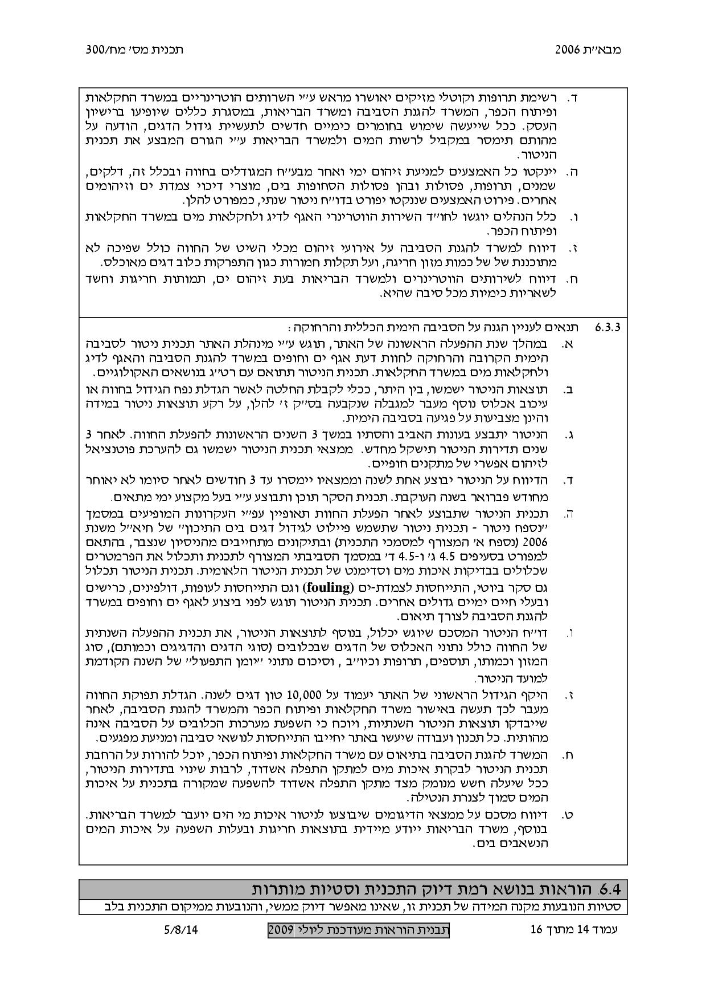 מבא״ת 2006 תכנית מס׳ מח/300
ד. רשימת תרופות וקוטלי מזיקים יאושרו מראש ע״י השרותים הוטרינריים במשרד החקלאות
ופיתוח הכפר, המשרד להגנת הסביבה ומשרד הבריאות, במסגרת כללים שיופיעו ברישיון
העסק. ככל שייעשה שימוש בחומרים כימיים חדשים לתעשיית גידול הדגים, הודעה על
מהותם תימסר במקביל לרשות המים ולמשרד הבריאות ע״י הגורם המבצע את תכנית
הניטור.
ה. יינקטו כל האמצעים למניעת זיהום ימי ואחר מבע״ח המגודלים בחווה ובכלל זה, דלקים,
שמנים, תרופות, פסולות ובהן פסולות הסחופות בים, מוצרי דיכוי צמדת ים וזיהומים
אחרים. פירוט האמצעים שננקטו יפורט בדו״ח ניטור שנתי, כמפורט להלן.
ו. כלל הנהלים יוגשו לחו״ד השירות הווטרינרי האגף לדיג ולחקלאות מים במשרד החקלאות
ופיתוח הכפר.
ז. דיווח למשרד להגנת הסביבה על אירועי זיהום מכלי השיט של החווה כולל שפיכה לא
מתוכננת של של כמות מזון חריגה, ועל תקלות חמורות כגון התפרקות כלוב דגים מאוכלס.
ח. דיווח לשירותים הווטרינרים ולמשרד הבריאות בעת זיהום ים, תמותות חריגות וחשד
לשאריות כימיות מכל סיבה שהיא.
6.3.3 תנאים לעניין הגנה על הסביבה הימית הכללית והרחוקה:
א. במהלך שנת ההפעלה הראשונה של האתר, תוגש ע״י מינהלת האתר תכנית ניטור לסביבה
הימית הקרובה והרחוקה לחוות דעת אגף ים וחופים במשרד להגנת הסביבה והאגף לדיג
ולחקלאות מים במשרד החקלאות. תכנית הניטור תתואם עם רט״ג בנושאים האקולוגיים.
ב. תוצאות הניטור ישמשו, בין היתר, ככלי לקבלת החלטה לאשר הגדלת נפח הגידול בחווה או
עיכוב אכלוס נוסף מעבר למגבלה שנקבעה בס״ק ז׳ להלן, על רקע תוצאות ניטור במידה
והינן מצביעות על פגיעה בסביבה הימית.
ג. הניטור יתבצע בעונות האביב והסתיו במשך 3 השנים הראשונות להפעלת החווה. לאחר 3
שנים תדירות הניטור תישקל מחדש. ממצאי תכנית הניטור ישמשו גם להערכת פוטנציאל
לזיהום אפשרי של מתקנים חופיים.
ד. הדיווח על הניטור יבוצע אחת לשנה וממצאיו יימסרו עד 3 חודשים לאחר סיומו לא יאוחר
מחודש פברואר בשנה העוקבת. תכנית הסקר תוכן ותבוצע ע״י בעל מקצוע ימי מתאים.
ה. תכנית הניטור שתבוצע לאחר הפעלת החוות תאופיין עפ״י העקרונות המופיעים במסמך
״נספח ניטור - תכנית ניטור שתשמש פיילוט לגידול דגים בים התיכון״ של חיא״ל משנת
2006 (נספח א׳ המצורף למסמכי התכנית) ובתיקונים מתחייבים מהניסיון שנצבר, בהתאם
למפורט בסעיפים 4.5 ג׳ ו-4.5 ד׳ במסמך הסביבתי המצורף לתכנית ותכלול את הפרמטרים
שכלולים בבדיקות איכות מים וסדימנט של תכנית הניטור הלאומית. תכנית הניטור תכלול
גם סקר ביוטי, התייחסות לצמדת-ים (fouling) וגם התייחסות לעופות, דולפינים, כרישים
ובעלי חיים ימיים גדולים אחרים. תכנית הניטור תוגש לפני ביצוע לאגף ים וחופים במשרד
להגנת הסביבה לצורך תיאום.
ו. דו״ח הניטור המסכם שיוגש יכלול, בנוסף לתוצאות הניטור, את תכנית ההפעלה השנתית
של החווה כולל נתוני האכלוס של הדגים שבכלובים (סוגי הדגים והדגיגים וכמותם), סוג
המזון וכמותו, תוספים, תרופות וכיו״ב , וסיכום נתוני ״יומן התפעול״ של השנה הקודמת
למועד הניטור.
ז. היקף הגידול הראשוני של האתר יעמוד על 10,000 טון דגים לשנה. הגדלת תפוקת החווה
מעבר לכך תעשה באישור משרד החקלאות ופיתוח הכפר והמשרד להגנת הסביבה, לאחר
שייבדקו תוצאות הניטור השנתיות, ויוכח כי השפעת מערכות הכלובים על הסביבה אינה
מהותית. כל תכנון ועבודה שיעשו באתר יחייבו התייחסות לנושאי סביבה ומניעת מפגעים.
ח. המשרד להגנת הסביבה בתיאום עם משרד החקלאות ופיתוח הכפר, יוכל להורות על הרחבת
תכנית הניטור לבקרת איכות מים למתקן התפלה אשדוד, לרבות שינוי בתדירות הניטור,
ככל שיעלה חשש מנומק מצד מתקן התפלה אשדוד להשפעה שמקורה בתכנית על איכות
המים סמוך לצנרת הנטילה.
ט. דיווח מסכם על ממצאי הדיגומים שיבוצעו לניטור איכות מי הים יועבר למשרד הבריאות.
בנוסף, משרד הבריאות ייודע מיידית בתוצאות חריגות ובעלות השפעה על איכות המים
הנשאבים בים.
6.4. הוראות בנושא רמת דיוק התכנית וסטיות מותרות
סטיות הנובעות מקנה המידה של תכנית זו, שאינו מאפשר דיוק ממשי, והנובעות ממיקום התכנית בלב
עמוד 14 מתוך 16 תבנית הוראות מעודכנת ליולי 2009 5/8/14